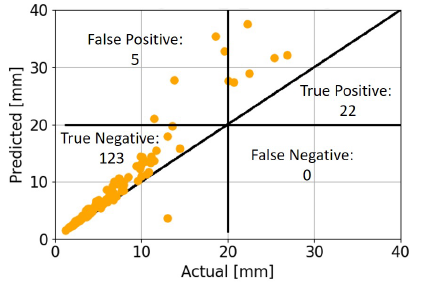 40
False Positive:
5
30
True Positive:
22
20
True Negative:
123
False Negative:
0
10
0
0
10
20
30
40
Predicted [mm]
Actual [mm]